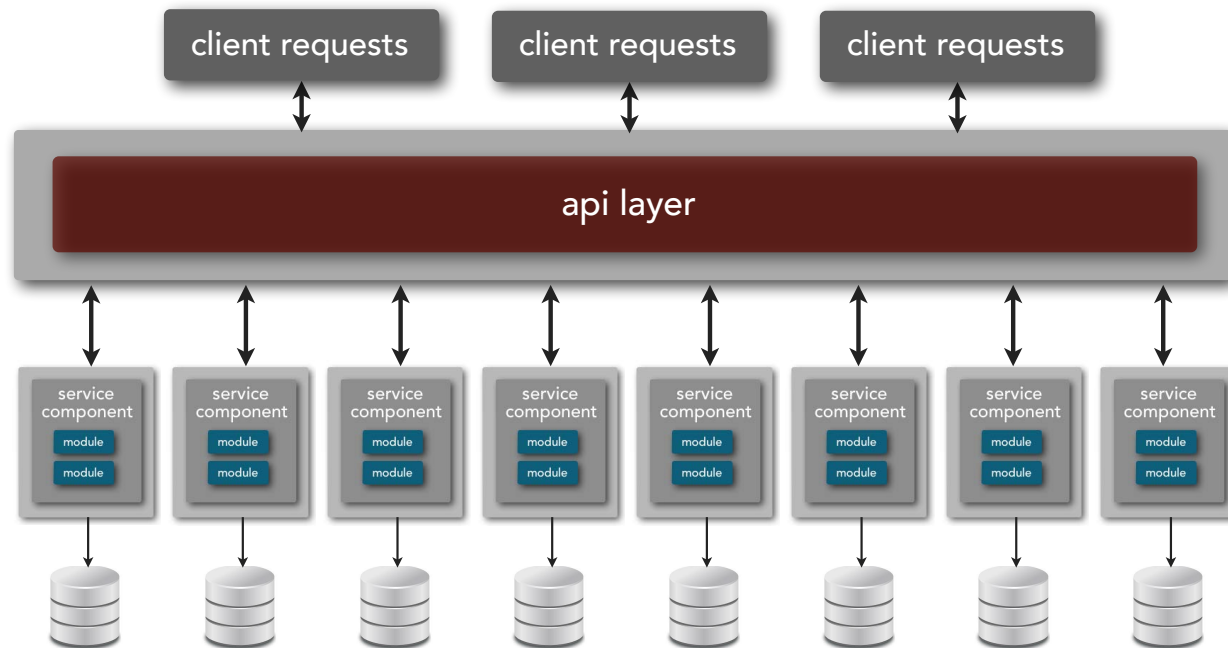 client requests
client requests
client requests
api layer
service
component
module
module
service
component
module
module
service
component
module
module
service
component
module
module
service
component
module
module
service
component
module
module
service
component
module
module
service
component
module
module